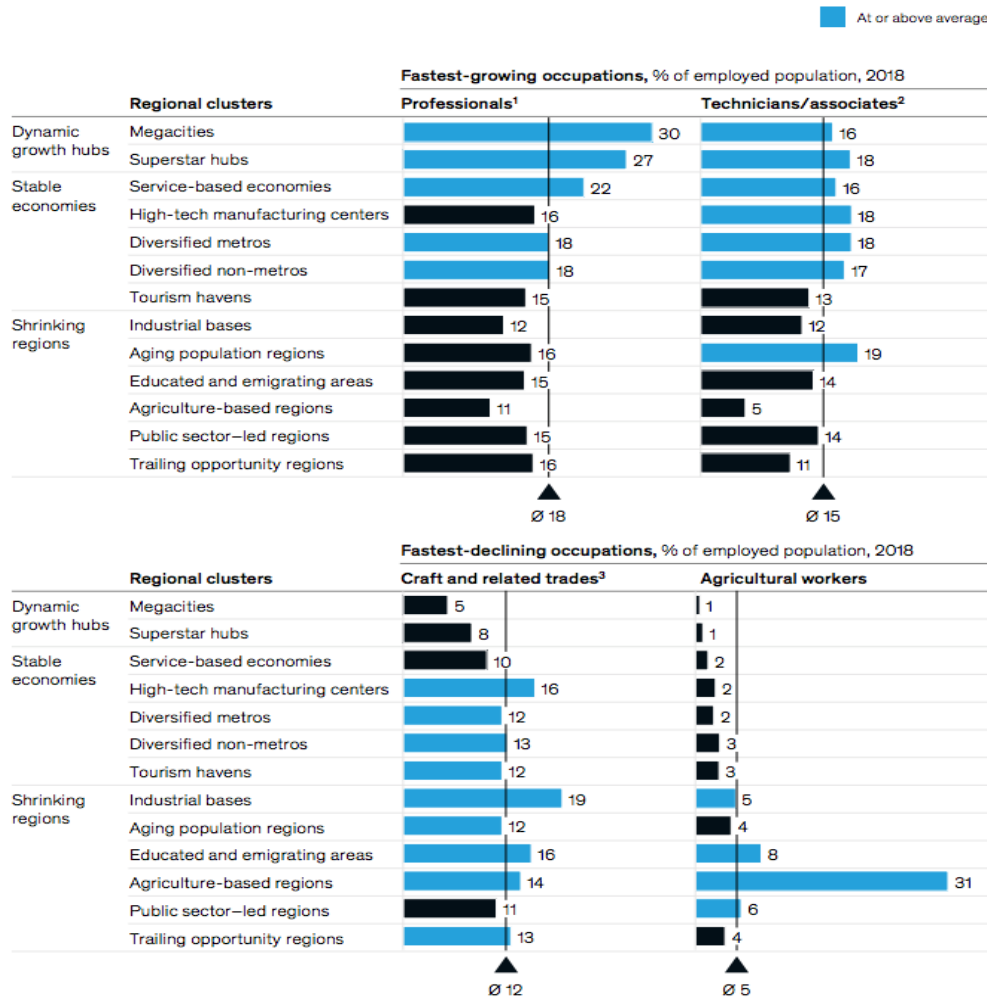 At or above average
Fastest-growing occupations, % of employed population, 2018
Regional clusters Professionals¹ Technicians/associates²
Dynamic growth hubs Megacities 30 16
Superstar hubs 27 18
Stable economies Service-based economies 22 16
High-tech manufacturing centers 16 18
Diversified metros 18 18
Diversified non-metros 18 17
Tourism havens 15 13
Shrinking regions Industrial bases 12 12
Aging population regions 16 19
Educated and emigrating areas 15 14
Agriculture-based regions 11 5
Public sector–led regions 15 14
Trailing opportunity regions 16 11
Ø 18 Ø 15
Fastest-declining occupations, % of employed population, 2018
Regional clusters Craft and related trades³ Agricultural workers
Dynamic growth hubs Megacities 5 1
Superstar hubs 8 1
Stable economies Service-based economies 10 2
High-tech manufacturing centers 16 2
Diversified metros 12 2
Diversified non-metros 13 3
Tourism havens 12 3
Shrinking regions Industrial bases 19 5
Aging population regions 12 4
Educated and emigrating areas 16 8
Agriculture-based regions 14 31
Public sector–led regions 11 6
Trailing opportunity regions 13 4
Ø 12 Ø 5